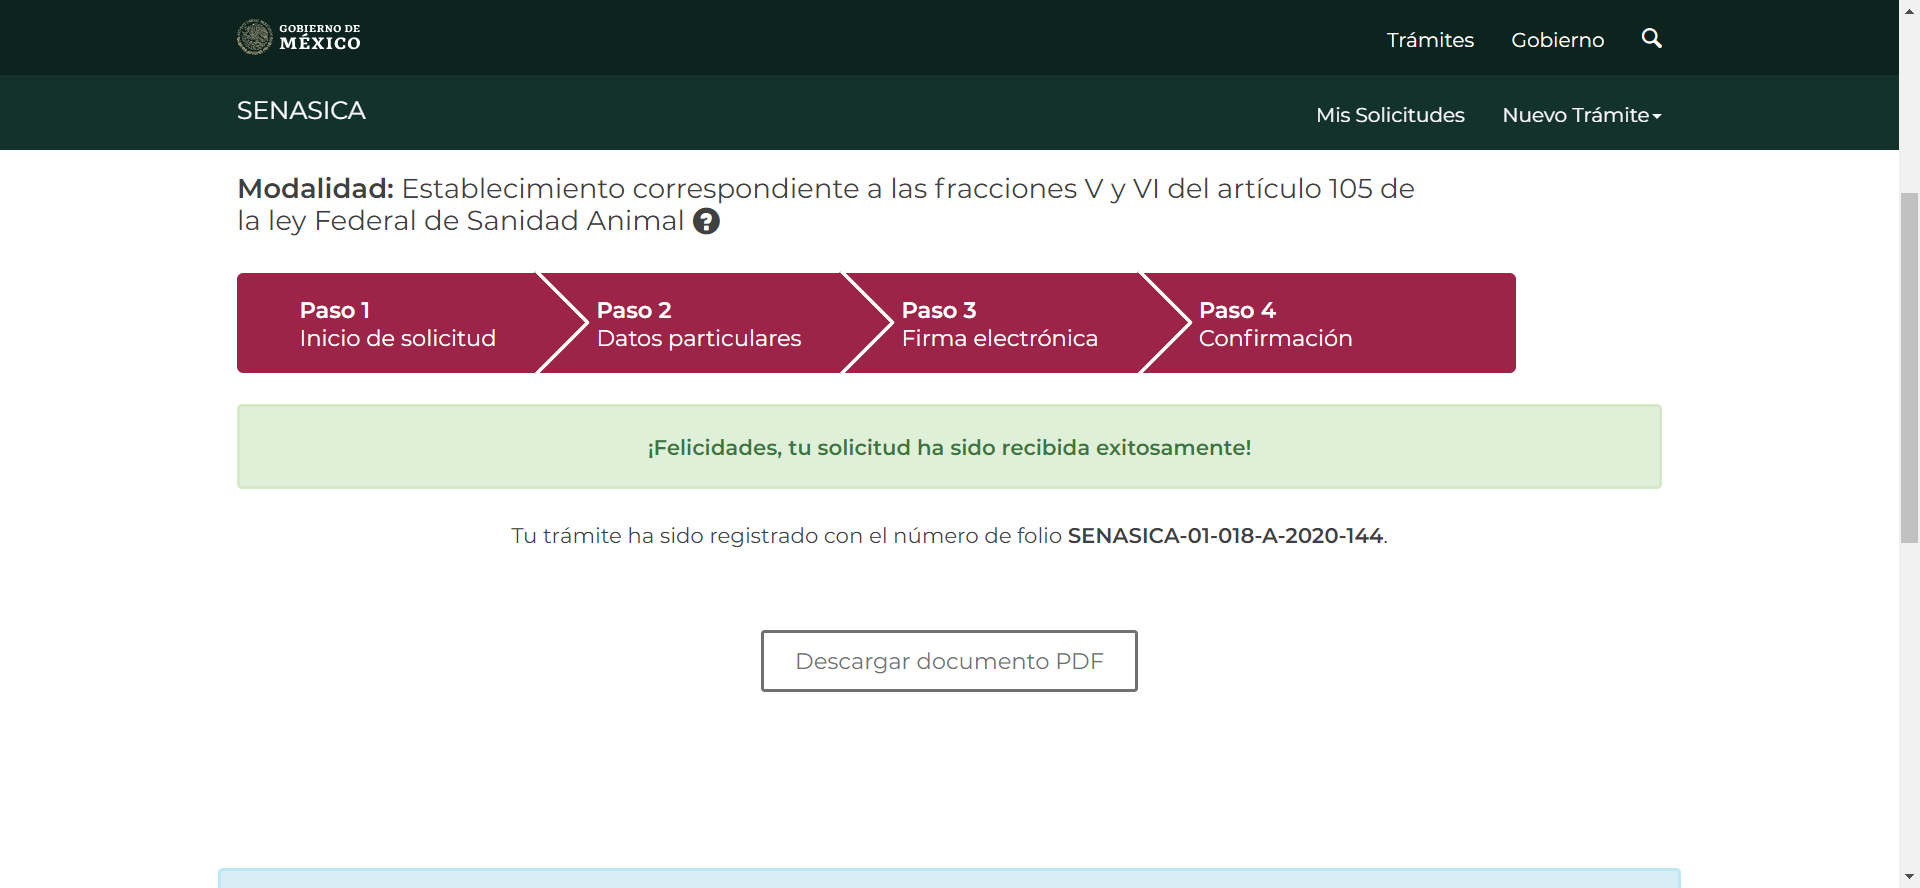 GOBIERNO DE
MÉXICO
Trámites
Gobierno
SENASICA
Mis Solicitudes
Nuevo Trámite
Modalidad: Establecimiento correspondiente a las fracciones V y VI del artículo 105 de
la ley Federal de Sanidad Animal ?
Paso 1
Inicio de solicitud
Paso 2
Datos particulares
Paso 3
Firma electrónica
Paso 4
Confirmación
¡Felicidades, tu solicitud ha sido recibida exitosamente!
Tu trámite ha sido registrado con el número de folio SENASICA-01-018-A-2020-144.
Descargar documento PDF